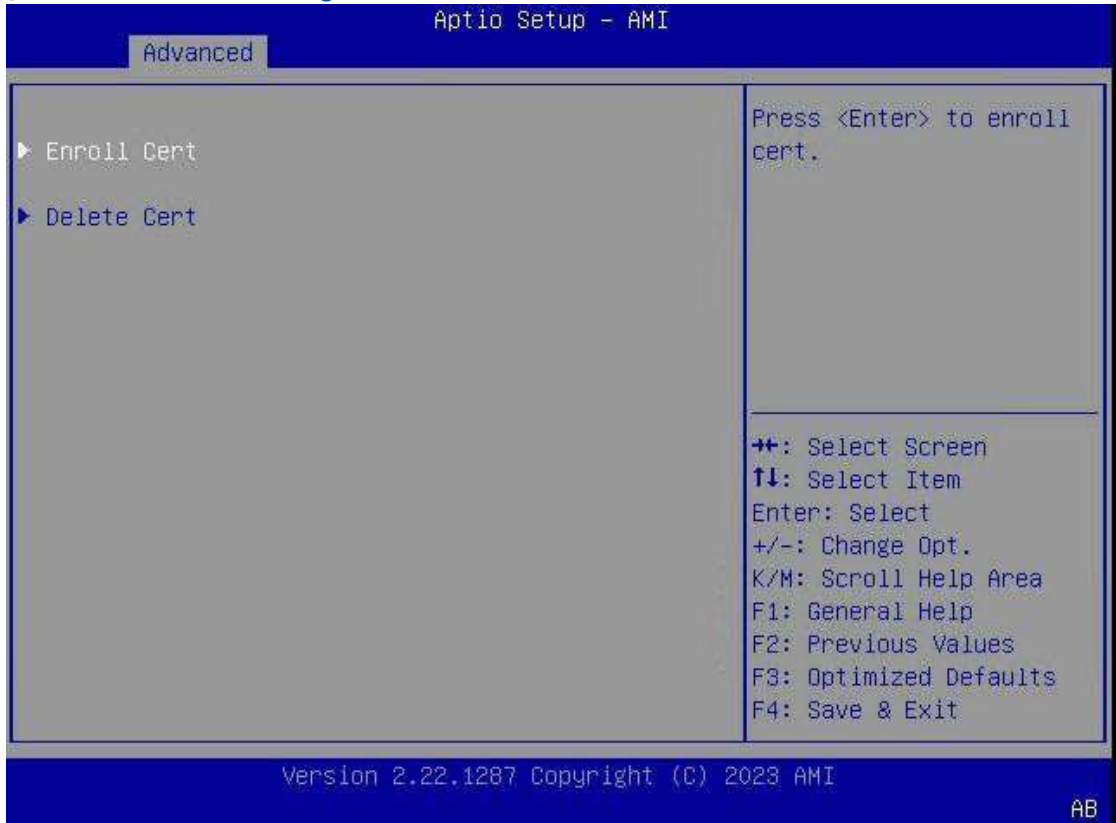 Aptio Setup – AMI
Advanced
▶ Enroll Cert
▶ Delete Cert
Press <Enter> to enroll
cert.
→←: Select Screen
↑↓: Select Item
Enter: Select
+/-: Change Opt.
K/M: Scroll Help Area
F1: General Help
F2: Previous Values
F3: Optimized Defaults
F4: Save & Exit
Version 2.22.1287 Copyright (C) 2023 AMI
AB